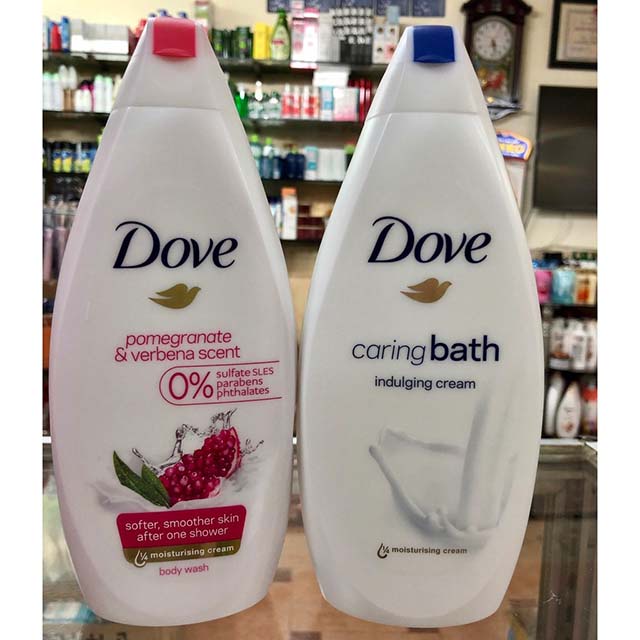 Dove
pomegranate
& verbena scent
0%
sulfate SLES
parabens
phthalates
softer, smoother skin
after one shower
¼ moisturising cream
body wash
Dove
caring bath
indulging cream
¼ moisturising cream